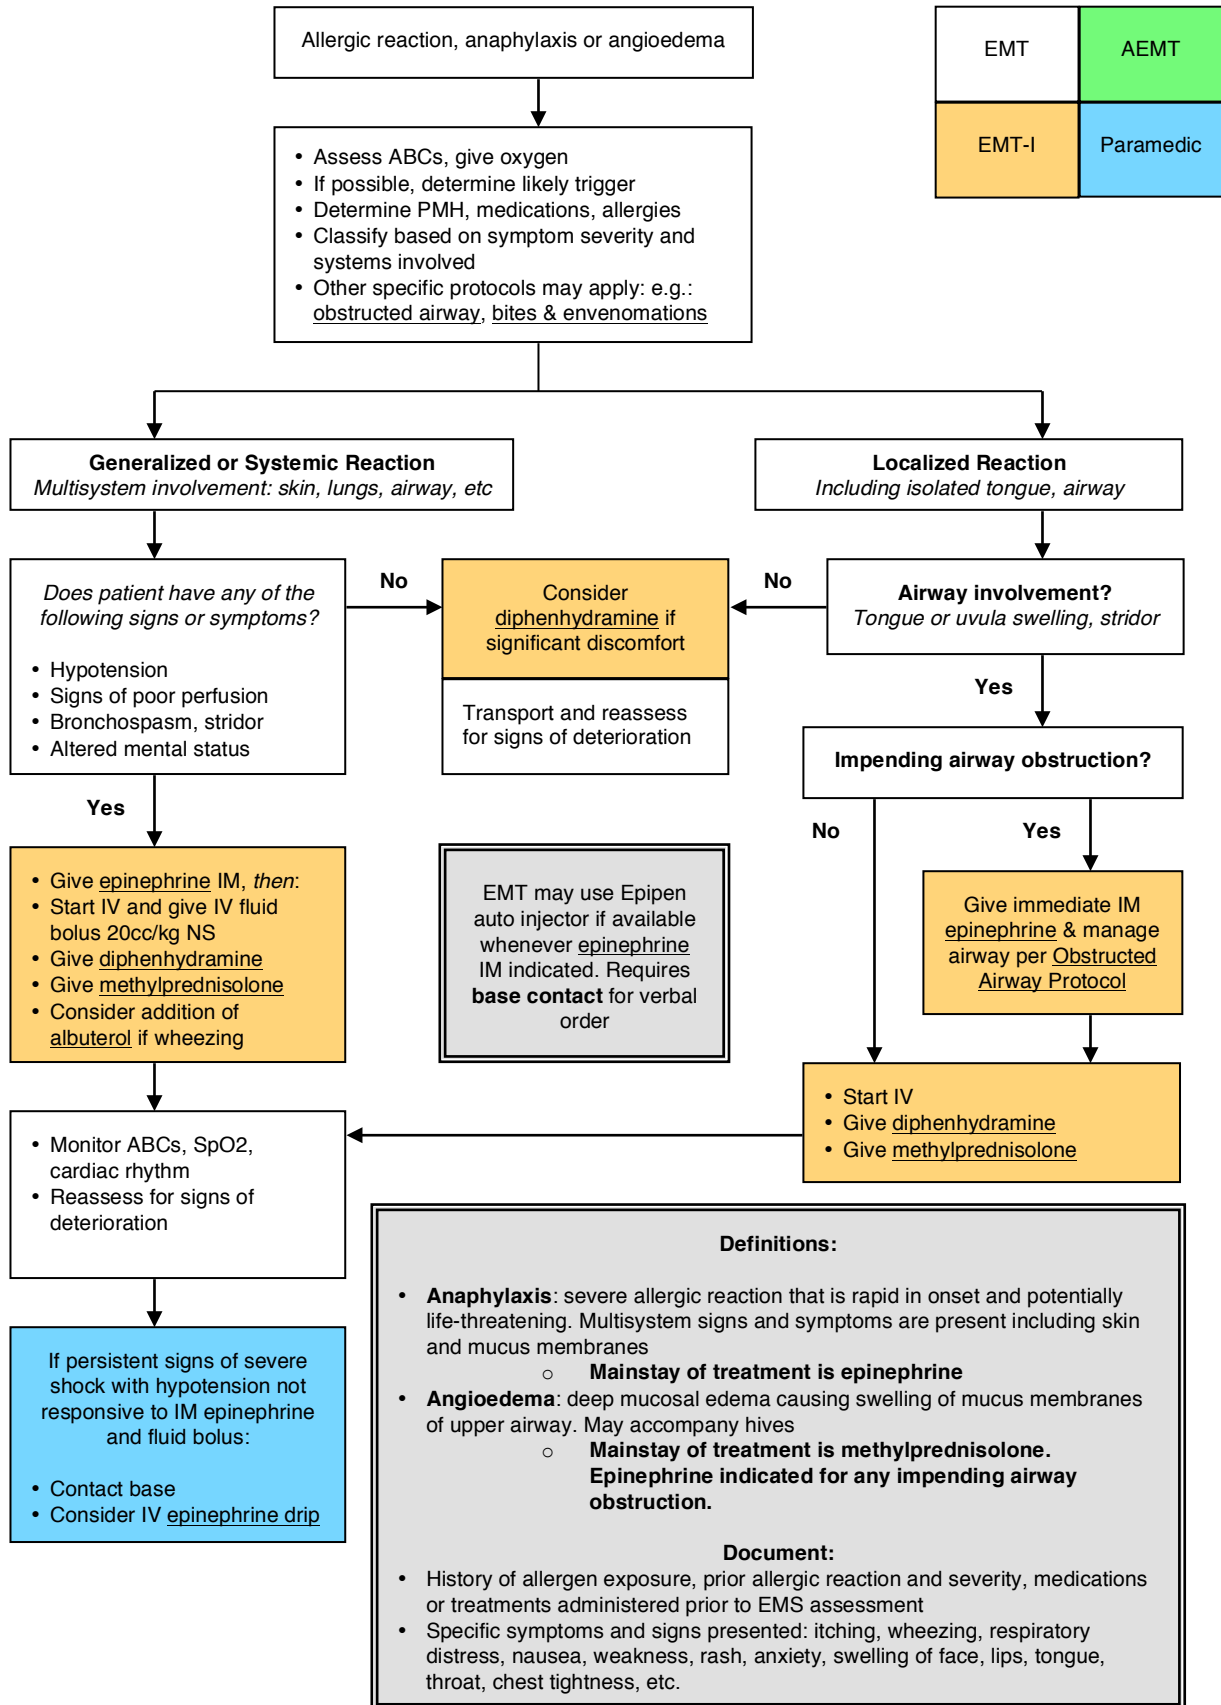 Allergic reaction, anaphylaxis or angioedema
EMT
AEMT
EMT-I
Paramedic
• Assess ABCs, give oxygen
• If possible, determine likely trigger
• Determine PMH, medications, allergies
• Classify based on symptom severity and
systems involved
• Other specific protocols may apply: e.g.:
obstructed airway, bites & envenomations
Generalized or Systemic Reaction
Multisystem involvement: skin, lungs, airway, etc
Localized Reaction
Including isolated tongue, airway
Does patient have any of the
following signs or symptoms?
• Hypotension
• Signs of poor perfusion
• Bronchospasm, stridor
• Altered mental status
No
Consider
diphenhydramine if
significant discomfort
Transport and reassess
for signs of deterioration
No
Airway involvement?
Tongue or uvula swelling, stridor
Yes
Impending airway obstruction?
Yes
No
Yes
• Give epinephrine IM, then:
• Start IV and give IV fluid
bolus 20cc/kg NS
• Give diphenhydramine
• Give methylprednisolone
• Consider addition of
albuterol if wheezing
EMT may use Epipen
auto injector if available
whenever epinephrine
IM indicated. Requires
base contact for verbal
order
Give immediate IM
epinephrine & manage
airway per Obstructed
Airway Protocol
• Start IV
• Give diphenhydramine
• Give methylprednisolone
• Monitor ABCs, SpO2,
cardiac rhythm
• Reassess for signs of
deterioration
If persistent signs of severe
shock with hypotension not
responsive to IM epinephrine
and fluid bolus:
• Contact base
• Consider IV epinephrine drip
Definitions:
• Anaphylaxis: severe allergic reaction that is rapid in onset and potentially
life-threatening. Multisystem signs and symptoms are present including skin
and mucus membranes
o Mainstay of treatment is epinephrine
• Angioedema: deep mucosal edema causing swelling of mucus membranes
of upper airway. May accompany hives
o Mainstay of treatment is methylprednisolone.
Epinephrine indicated for any impending airway
obstruction.
Document:
• History of allergen exposure, prior allergic reaction and severity, medications
or treatments administered prior to EMS assessment
• Specific symptoms and signs presented: itching, wheezing, respiratory
distress, nausea, weakness, rash, anxiety, swelling of face, lips, tongue,
throat, chest tightness, etc.